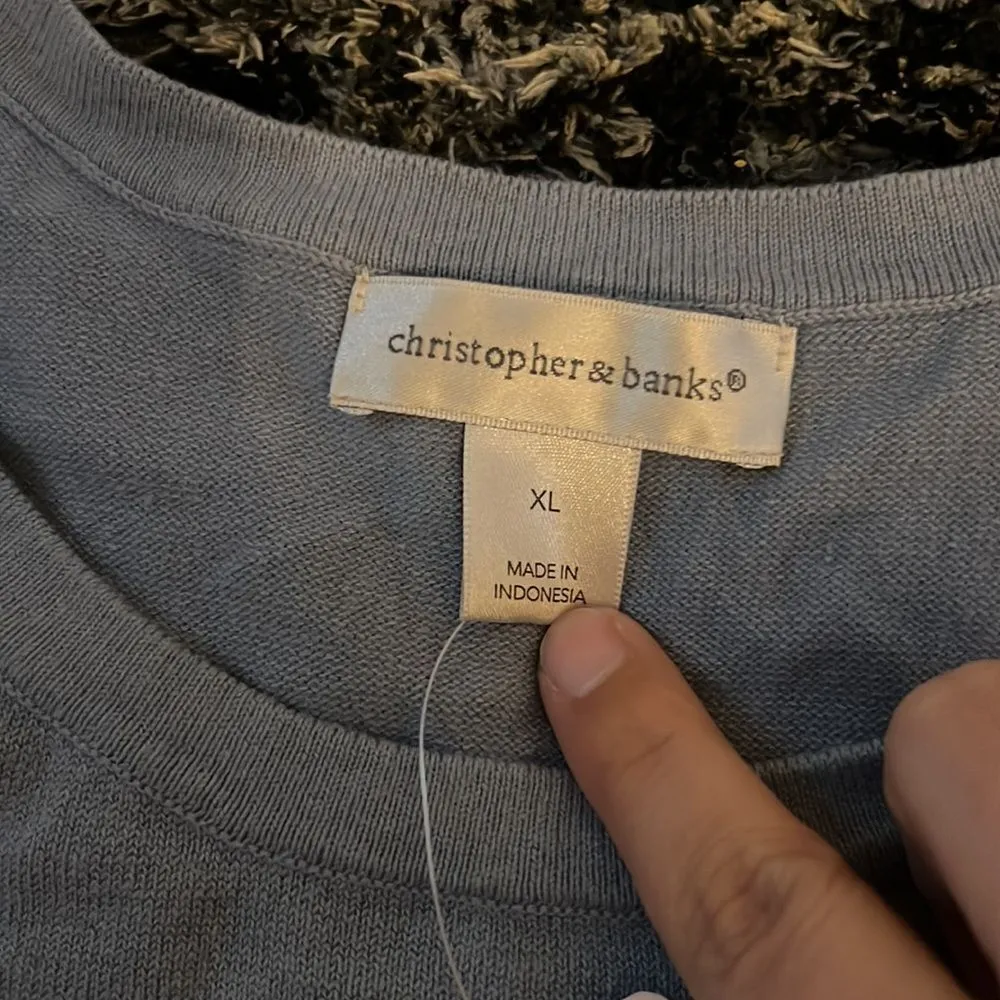 christopher & banks®
XL
MADE IN
INDONESIA